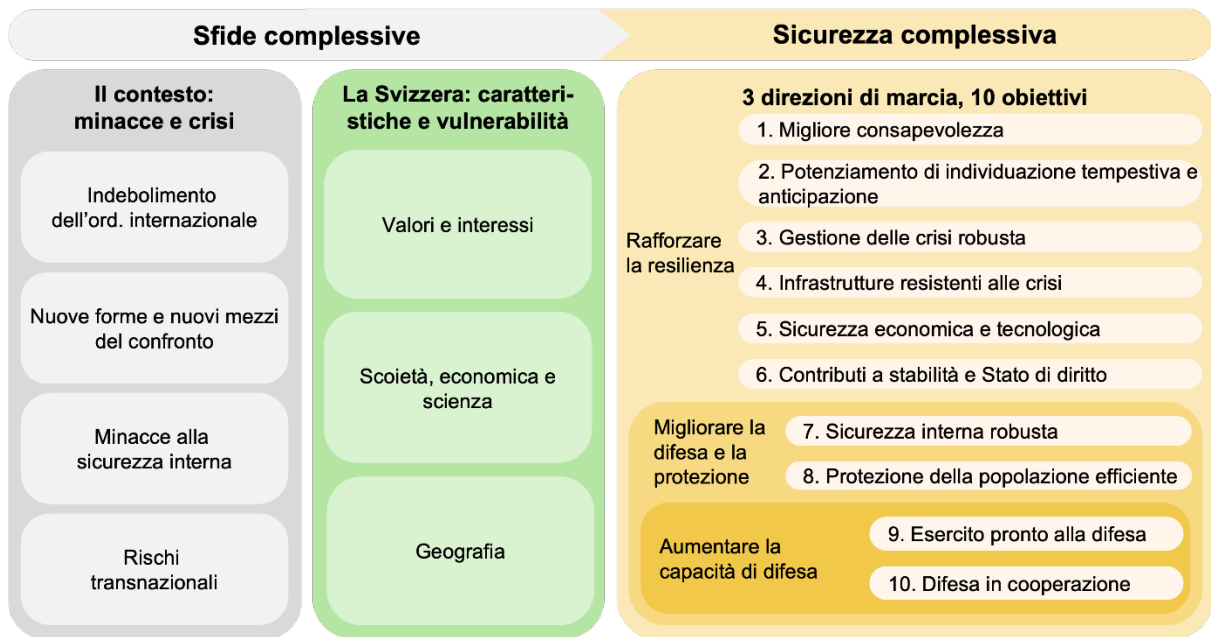 Sfide complessive
Sicurezza complessiva
Il contesto:
minacce e crisi
Indebolimento
dell'ord. internazionale
Nuove forme e nuovi mezzi
del confronto
Minacce alla
sicurezza interna
Rischi
transnazionali
La Svizzera: caratteri-
stiche e vulnerabilità
Valori e interessi
Scoietà, economica e
scienza
Geografia
3 direzioni di marcia, 10 obiettivi
Rafforzare
la resilienza
1. Migliore consapevolezza
2. Potenziamento di individuazione tempestiva e
anticipazione
3. Gestione delle crisi robusta
4. Infrastrutture resistenti alle crisi
5. Sicurezza economica e tecnologica
6. Contributi a stabilità e Stato di diritto
Migliorare la
difesa e la
protezione
7. Sicurezza interna robusta
8. Protezione della popolazione efficiente
Aumentare la
capacità di difesa
9. Esercito pronto alla difesa
10. Difesa in cooperazione